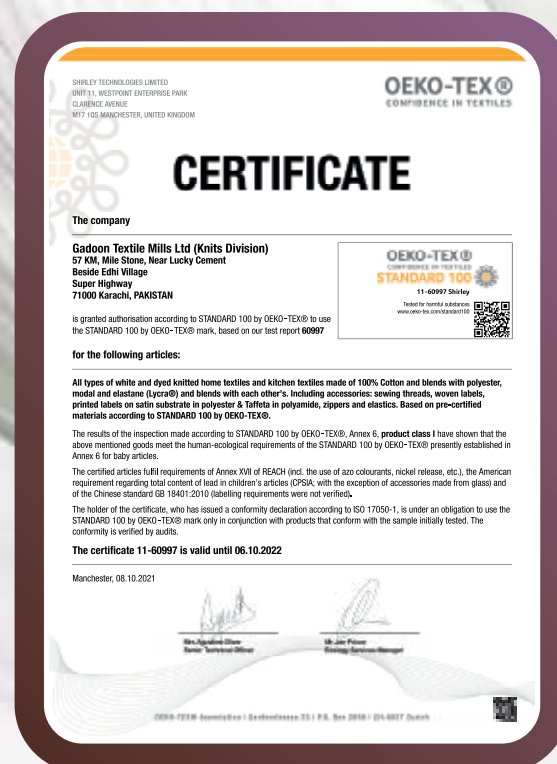 SHIRLEY TECHNOLOGIES LIMITED
UNIT 11, WESTPOINT ENTERPRISE PARK
CLARENCE AVENUE
M17 1QS MANCHESTER, UNITED KINGDOM
OEKO-TEX®
CONFIDENCE IN TEXTILES
CERTIFICATE
The company
Gadoon Textile Mills Ltd (Knits Division)
57 KM, Mile Stone, Near Lucky Cement
Beside Edhi Village
Super Highway
71000 Karachi, PAKISTAN
is granted authorisation according to STANDARD 100 by OEKO-TEX® to use
the STANDARD 100 by OEKO-TEX® mark, based on our test report 60997
OEKO-TEX®
CONFIDENCE IN TEXTILES
STANDARD 100
11-60997 Shirley
Tested for harmful substances
www.oeko-tex.com/standard100
for the following articles:
All types of white and dyed knitted home textiles and kitchen textiles made of 100% Cotton and blends with polyester,
modal and elastane (Lycra®) and blends with each other's. Including accessories: sewing threads, woven labels,
printed labels on satin substrate in polyester & Taffeta in polyamide, zippers and elastics. Based on pre-certified
materials according to STANDARD 100 by OEKO-TEX®.
The results of the inspection made according to STANDARD 100 by OEKO-TEX®, Annex 6, product class I have shown that the
above mentioned goods meet the human-ecological requirements of the STANDARD 100 by OEKO-TEX® presently established in
Annex 6 for baby articles.
The certified articles fulfil requirements of Annex XVII of REACH (incl. the use of azo colourants, nickel release, etc.), the American
requirement regarding total content of lead in children's articles (CPSIA; with the exception of accessories made from glass) and
of the Chinese standard GB 18401:2010 (labelling requirements were not verified).
The holder of the certificate, who has issued a conformity declaration according to ISO 17050-1, is under an obligation to use the
STANDARD 100 by OEKO-TEX® mark only in conjunction with products that conform with the sample initially tested. The
conformity is verified by audits.
The certificate 11-60997 is valid until 06.10.2022
Manchester, 08.10.2021
OEKO-TEX® Association